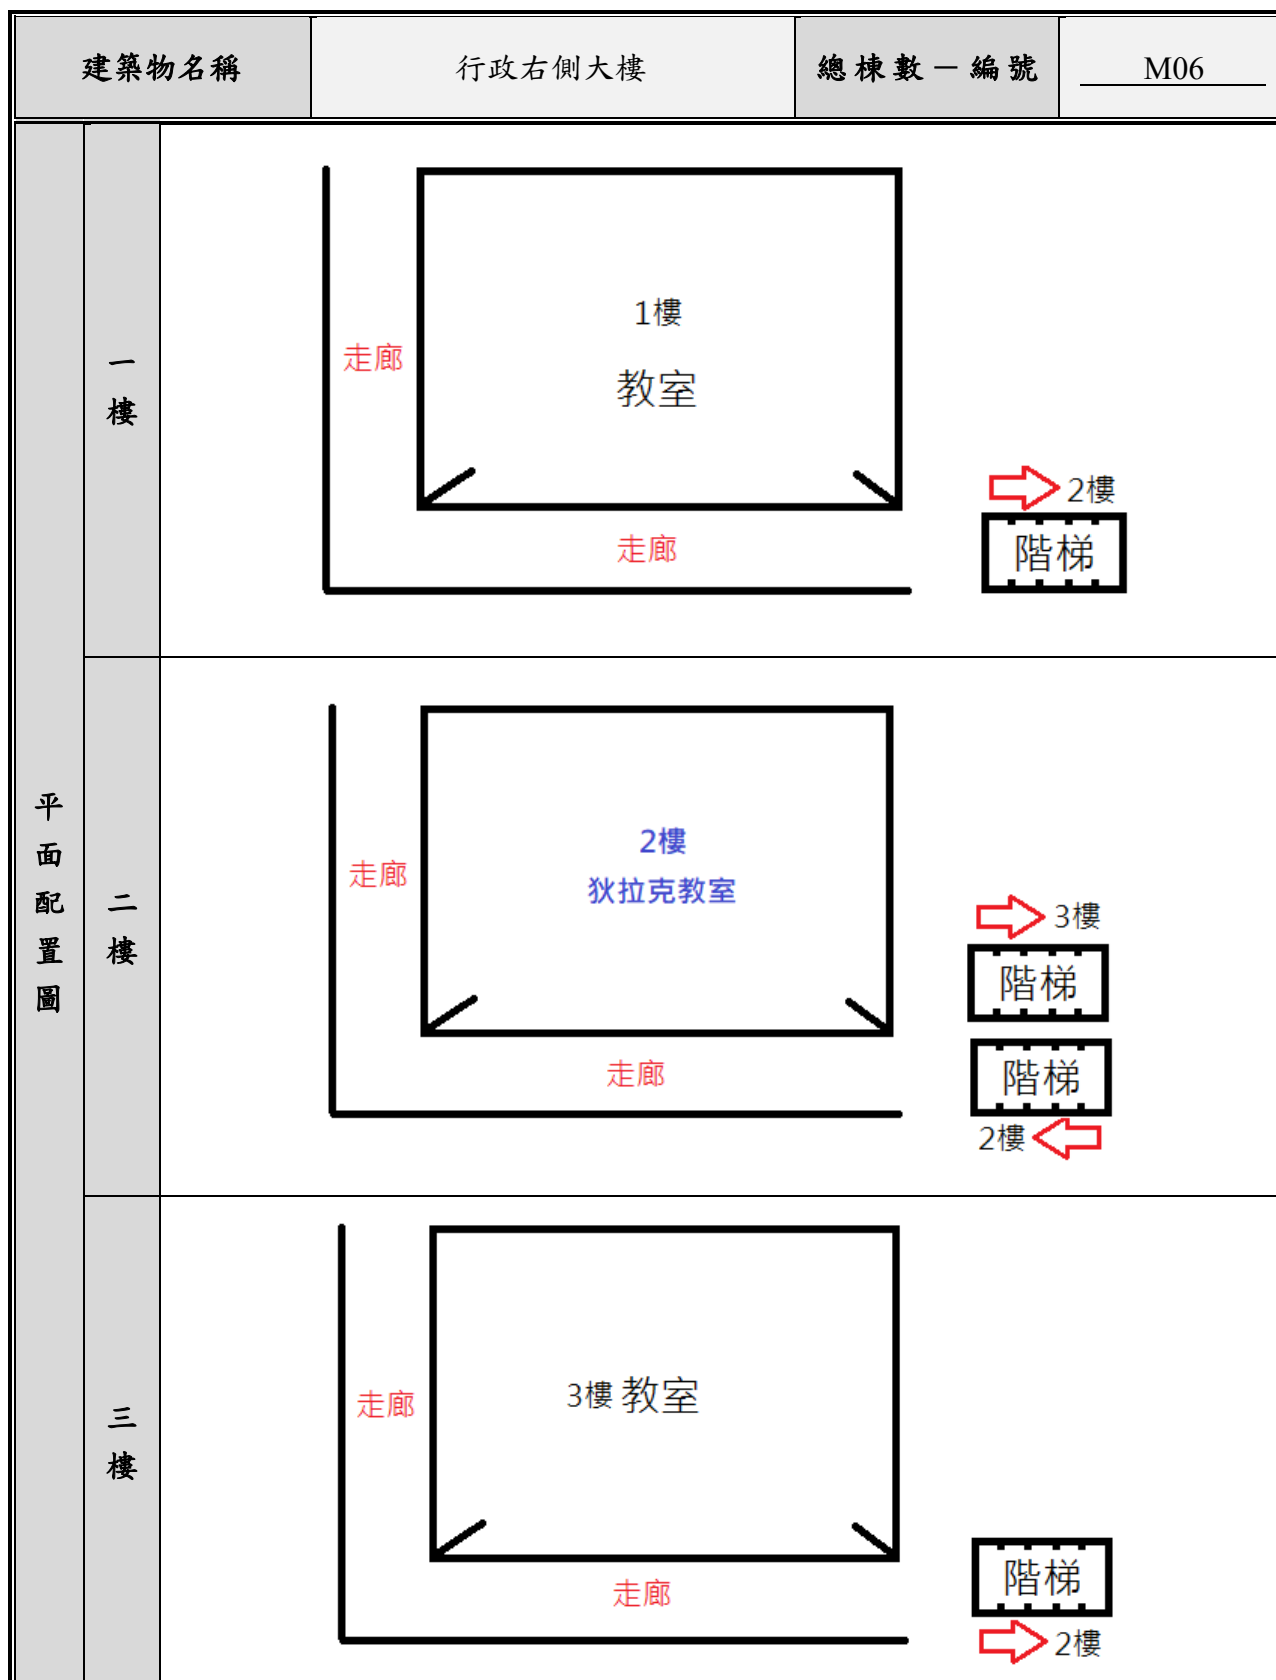 建築物名稱
行政右側大樓
總棟數－編號
M06
平面配置圖
一樓
1樓
教室
走廊
走廊
2樓
階梯
二樓
2樓
狄拉克教室
走廊
走廊
3樓
階梯
階梯
2樓
三樓
3樓 教室
走廊
走廊
階梯
2樓